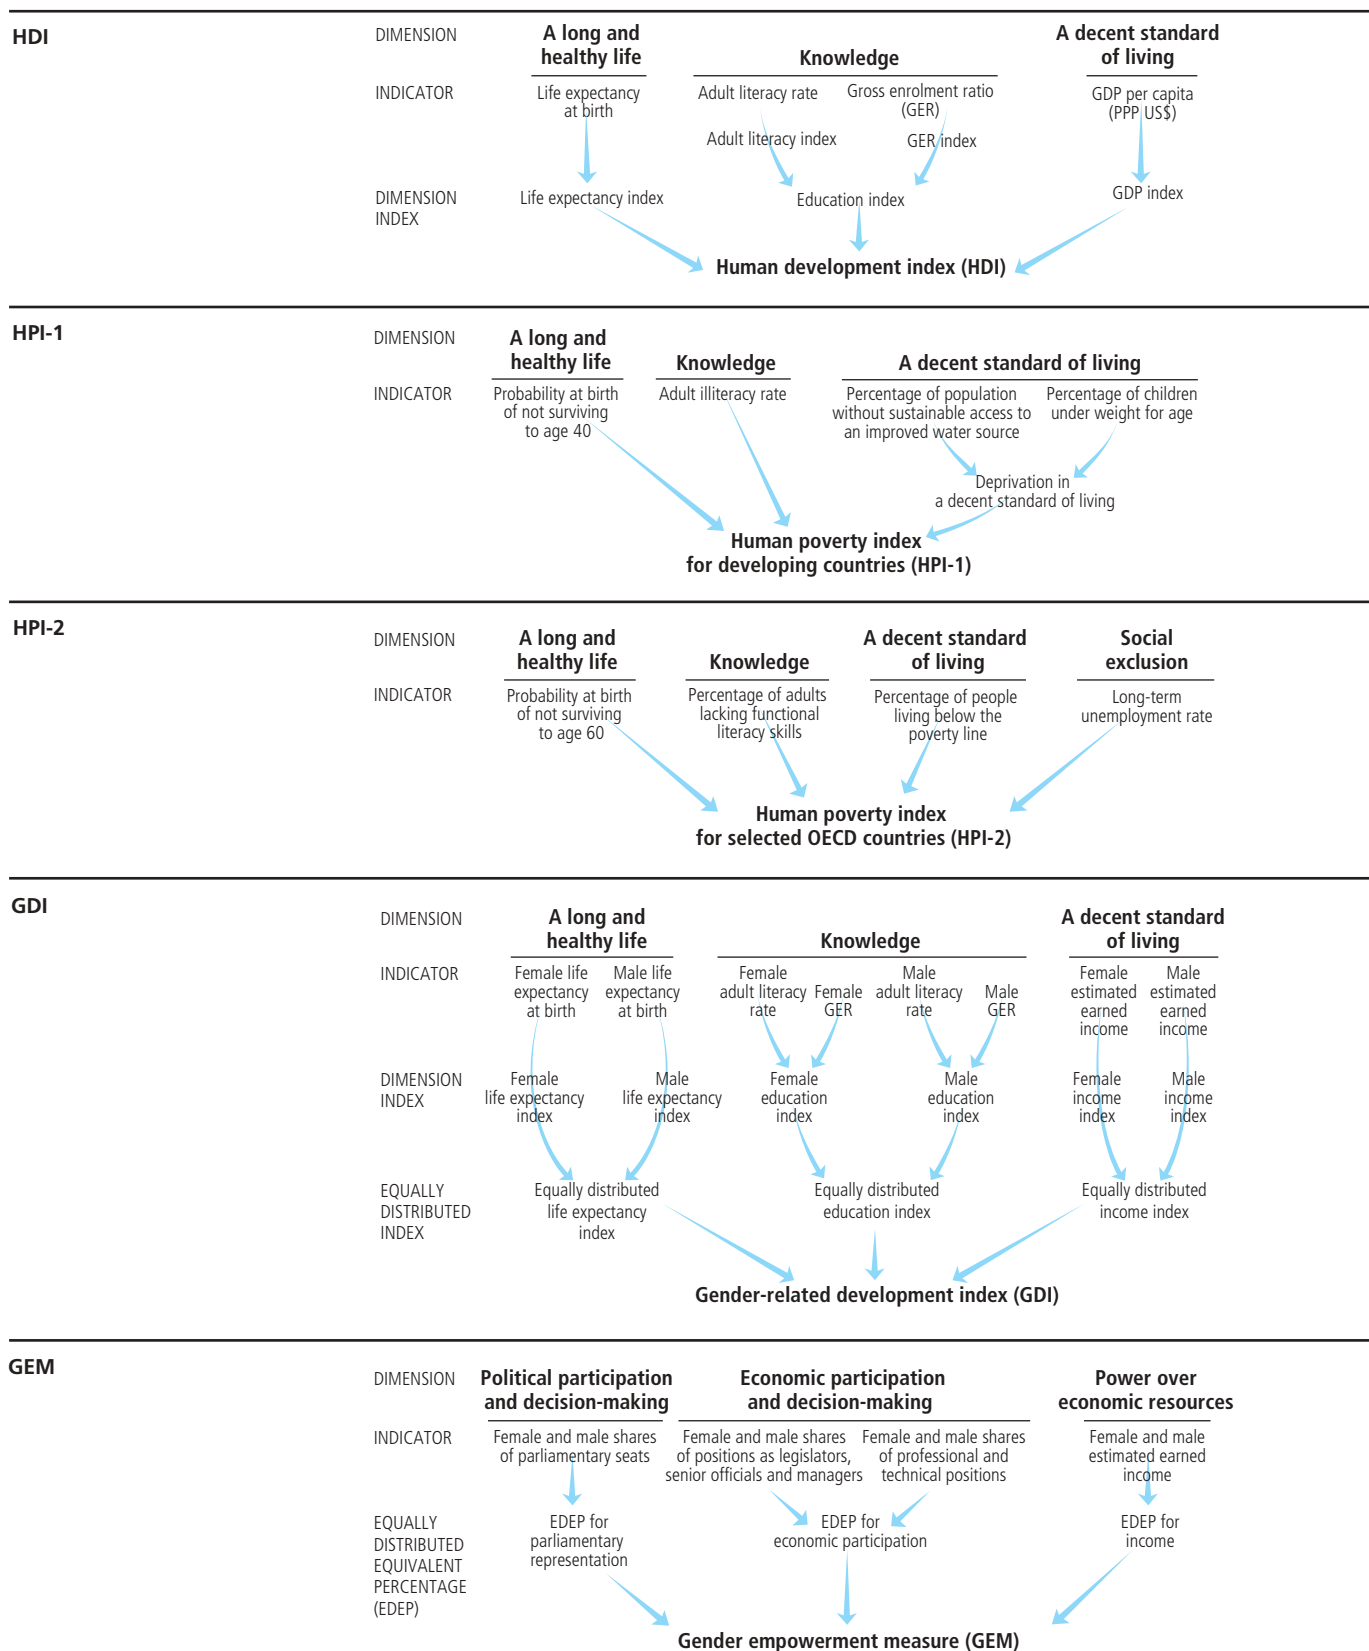 HDI
DIMENSION
A long and
healthy life
Knowledge
A decent standard
of living
INDICATOR
Life expectancy
at birth
Adult literacy rate
Gross enrolment ratio
(GER)
GDP per capita
(PPP US$)
Adult literacy index
GER index
DIMENSION
INDEX
Life expectancy index
Education index
GDP index
Human development index (HDI)
HPI-1
DIMENSION
A long and
healthy life
Knowledge
A decent standard of living
INDICATOR
Probability at birth
of not surviving
to age 40
Adult illiteracy rate
Percentage of population
without sustainable access to
an improved water source
Percentage of children
under weight for age
Deprivation in
a decent standard of living
Human poverty index
for developing countries (HPI-1)
HPI-2
DIMENSION
A long and
healthy life
Knowledge
A decent standard
of living
Social
exclusion
INDICATOR
Probability at birth
of not surviving
to age 60
Percentage of adults
lacking functional
literacy skills
Percentage of people
living below the
poverty line
Long-term
unemployment rate
Human poverty index
for selected OECD countries (HPI-2)
GDI
DIMENSION
A long and
healthy life
Knowledge
A decent standard
of living
INDICATOR
Female life
expectancy
at birth
Male life
expectancy
at birth
Female
adult literacy
rate
Female
GER
Male
adult literacy
rate
Male
GER
Female
estimated
earned
income
Male
estimated
earned
income
DIMENSION
INDEX
Female
life expectancy
index
Male
life expectancy
index
Female
education
index
Male
education
index
Female
income
index
Male
income
index
EQUALLY
DISTRIBUTED
INDEX
Equally distributed
life expectancy
index
Equally distributed
education index
Equally distributed
income index
Gender-related development index (GDI)
GEM
DIMENSION
Political participation
and decision-making
Economic participation
and decision-making
Power over
economic resources
INDICATOR
Female and male shares
of parliamentary seats
Female and male shares
of positions as legislators,
senior officials and managers
Female and male shares
of professional and
technical positions
Female and male
estimated earned
income
EQUALLY
DISTRIBUTED
EQUIVALENT
PERCENTAGE
(EDEP)
EDEP for
parliamentary
representation
EDEP for
economic participation
EDEP for
income
Gender empowerment measure (GEM)